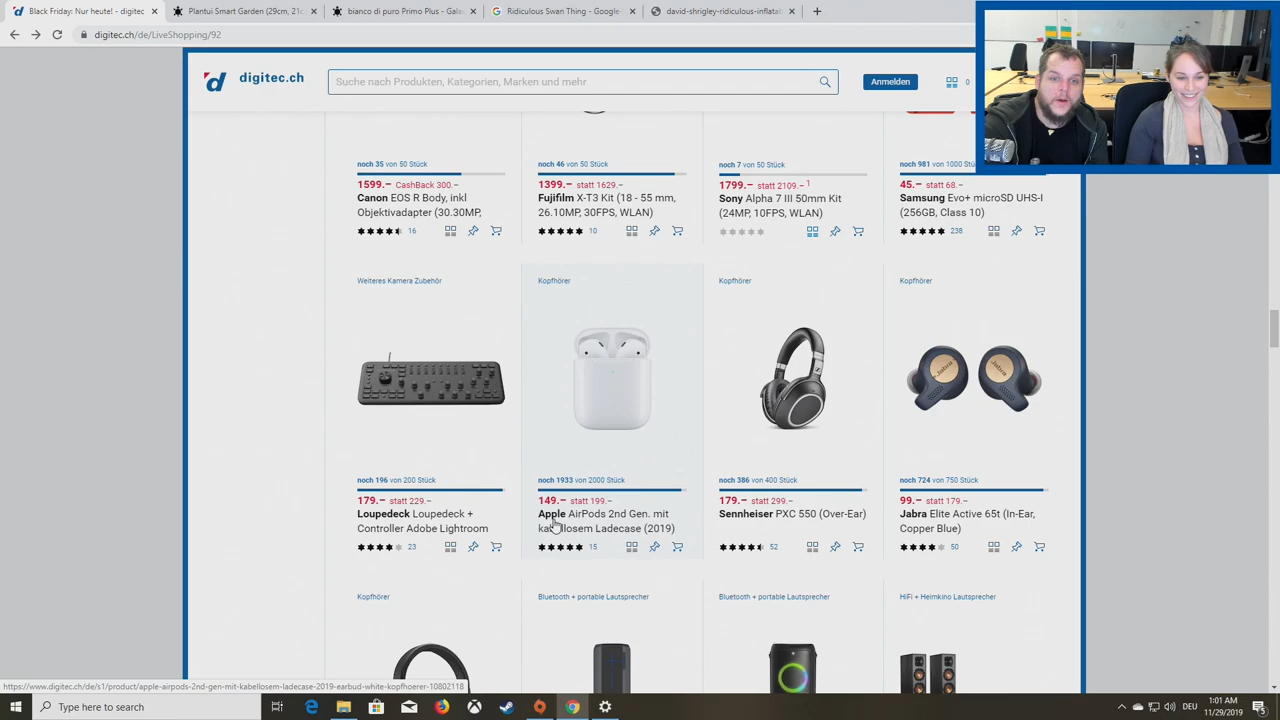 Black Friday: Nur heute! - digitec
Plantui Smart Garden (29cm, 21c
bianco di puro Primo Plus - Gale
Ridiculous Swan Thing - Google-
david-shrigley-ridiculous-inflatab
digitec.ch/de/LiveShopping/92
digitec.ch
Suche nach Produkten, Kategorien, Marken und mehr
Anmelden
0
noch 35 von 50 Stück
1599.– CashBack 300.–
Canon EOS R Body, inkl
Objektivadapter (30.30MP,
16
noch 46 von 50 Stück
1399.– statt 1629.–
Fujifilm X-T3 Kit (18 - 55 mm,
26.10MP, 30FPS, WLAN)
10
noch 7 von 50 Stück
1799.– statt 2109.– 1
Sony Alpha 7 III 50mm Kit
(24MP, 10FPS, WLAN)
noch 981 von 1000 Stü
45.– statt 68.–
Samsung Evo+ microSD UHS-I
(256GB, Class 10)
238
Weiteres Kamera Zubehör
noch 196 von 200 Stück
179.– statt 229.–
Loupedeck Loupedeck +
Controller Adobe Lightroom
23
Kopfhörer
noch 1933 von 2000 Stück
149.– statt 199.–
Apple AirPods 2nd Gen. mit
kabellosem Ladecase (2019)
15
Kopfhörer
noch 386 von 400 Stück
179.– statt 299.–
Sennheiser PXC 550 (Over-Ear)
52
Kopfhörer
Jabra
Jabra
noch 724 von 750 Stück
99.– statt 179.–
Jabra Elite Active 65t (In-Ear,
Copper Blue)
50
Kopfhörer
Bluetooth + portable Lautsprecher
Bluetooth + portable Lautsprecher
HiFi + Heimkino Lautsprecher
https://www.digitec.ch/de/s1/product/apple-airpods-2nd-gen-mit-kabellosem-ladecase-2019-earbud-white-kopfhoerer-10802118
Type here to search
DEU
1:01 AM
11/29/2019
5